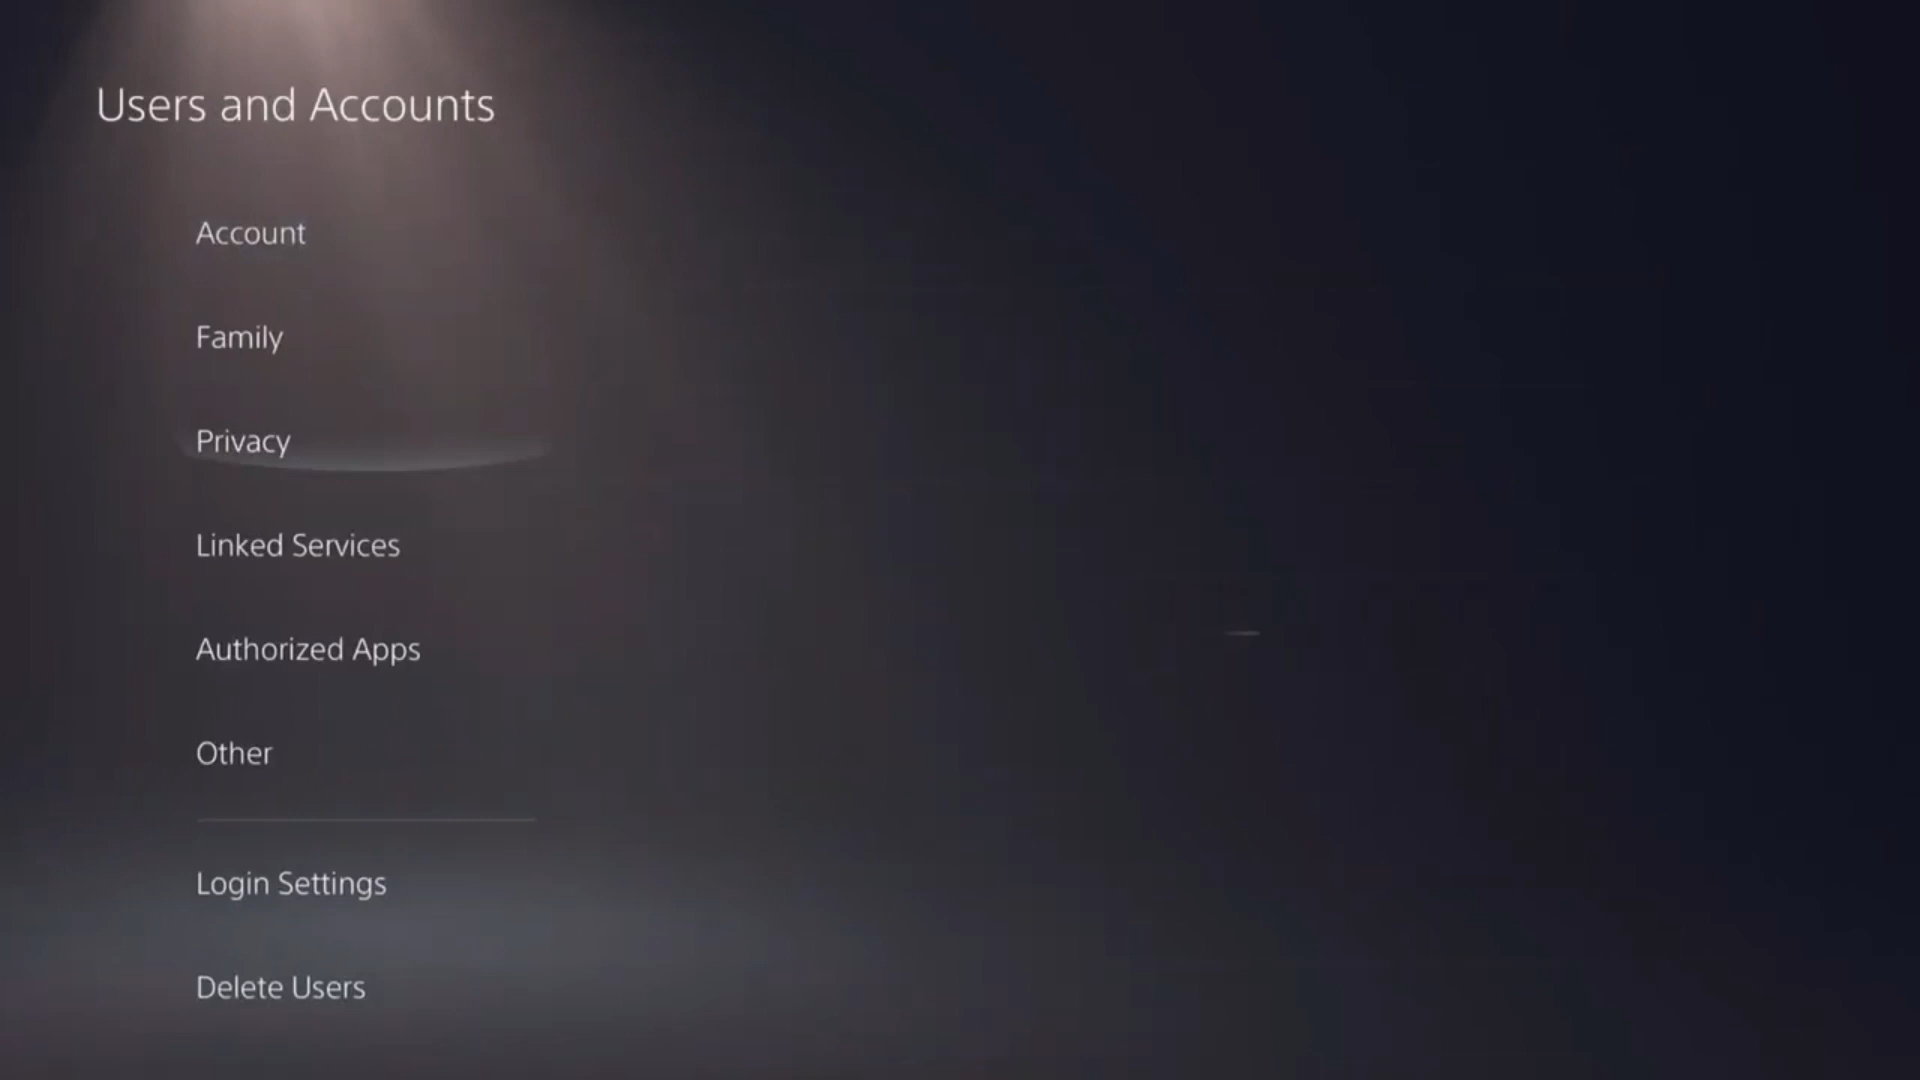 Users and Accounts
Account
Family
Privacy
Linked Services
Authorized Apps
Other
Login Settings
Delete Users